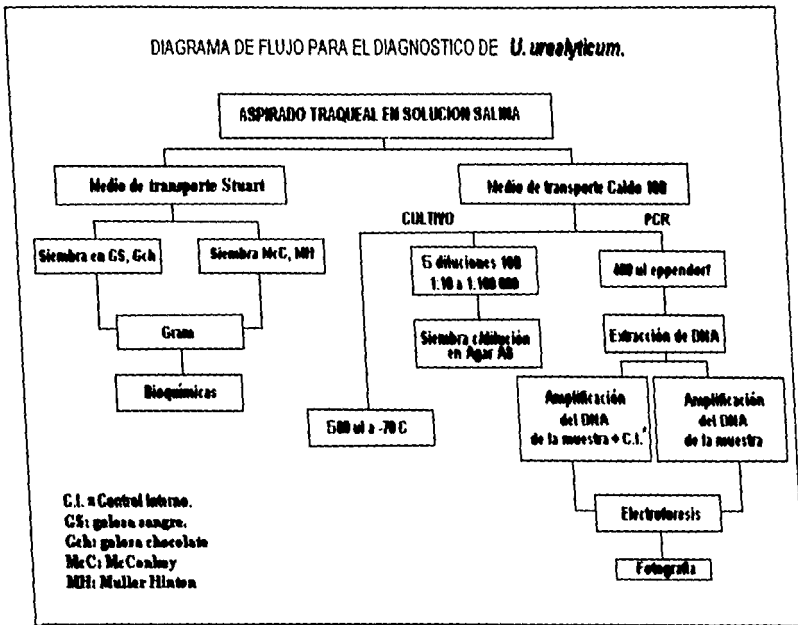 DIAGRAMA DE FLUJO PARA EL DIAGNOSTICO DE U. urealyticum.
ASPIRADO TRAQUEAL EN SOLUCION SALINA
Medio de transporte Stuart
Medio de transporte Caldo 10B
CULTIVO
PCR
Siembra en GS, Gch
Siembra McC, MH
5 diluciones 10B
1:10 a 1:100 000
400 ul eppendorf
Gram
Siembra c/dilución
en Agar A8
Extracción de DNA
Bioquímicas
500 ul a -70 C
Amplificación
del DNA
de la muestra + C.I.*
Amplificación
del DNA
de la muestra
Electroforesis
Fotografía
C.I. = Control Interno.
GS: gelosa sangre.
Gch: gelosa chocolate
McC: McConkey
MH: Muller Hinton